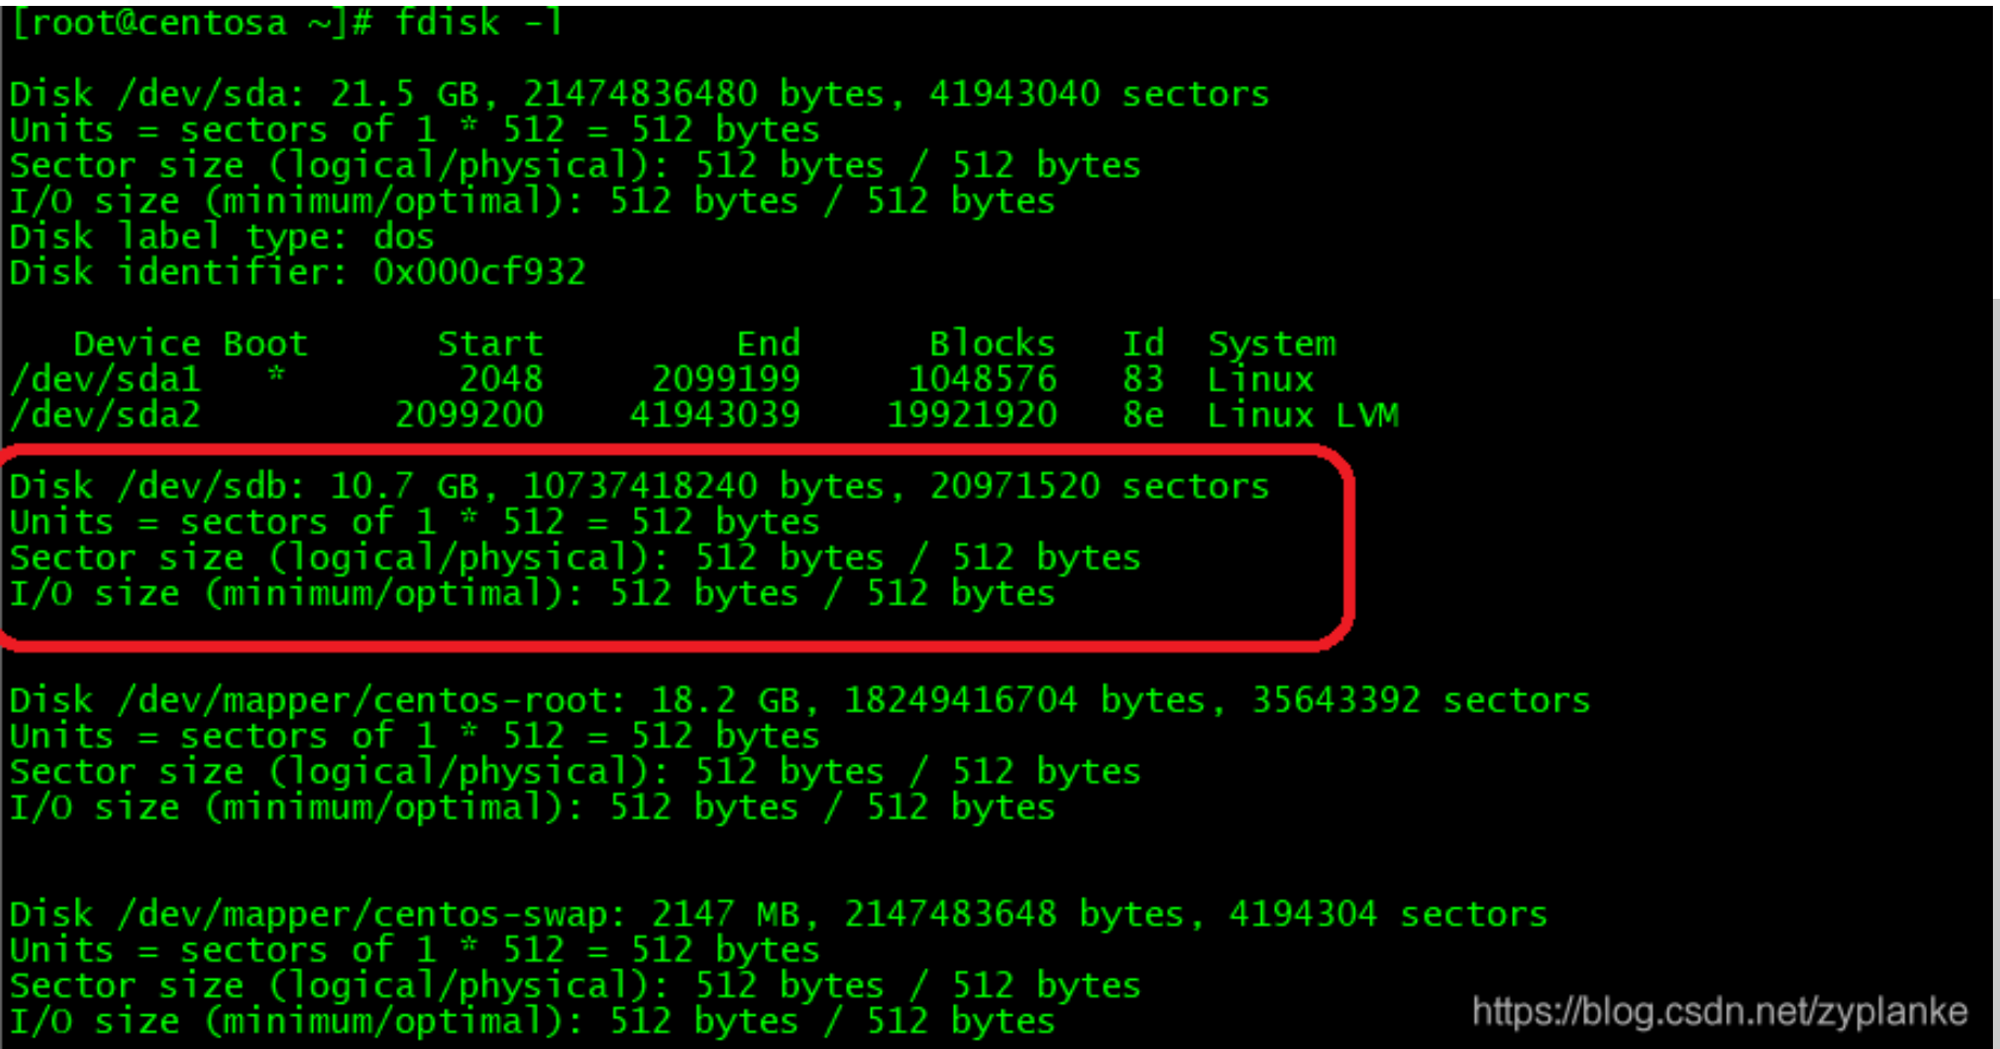 [root@centosa ~]# fdisk -l
Disk /dev/sda: 21.5 GB, 21474836480 bytes, 41943040 sectors
Units = sectors of 1 * 512 = 512 bytes
Sector size (logical/physical): 512 bytes / 512 bytes
I/O size (minimum/optimal): 512 bytes / 512 bytes
Disk label type: dos
Disk identifier: 0x000cf932
Device Boot Start End Blocks Id System
/dev/sda1 * 2048 2099199 1048576 83 Linux
/dev/sda2 2099200 41943039 19921920 8e Linux LVM
Disk /dev/sdb: 10.7 GB, 10737418240 bytes, 20971520 sectors
Units = sectors of 1 * 512 = 512 bytes
Sector size (logical/physical): 512 bytes / 512 bytes
I/O size (minimum/optimal): 512 bytes / 512 bytes
Disk /dev/mapper/centos-root: 18.2 GB, 18249416704 bytes, 35643392 sectors
Units = sectors of 1 * 512 = 512 bytes
Sector size (logical/physical): 512 bytes / 512 bytes
I/O size (minimum/optimal): 512 bytes / 512 bytes
Disk /dev/mapper/centos-swap: 2147 MB, 2147483648 bytes, 4194304 sectors
Units = sectors of 1 * 512 = 512 bytes
Sector size (logical/physical): 512 bytes / 512 bytes
I/O size (minimum/optimal): 512 bytes / 512 bytes
https://blog.csdn.net/zyplanke